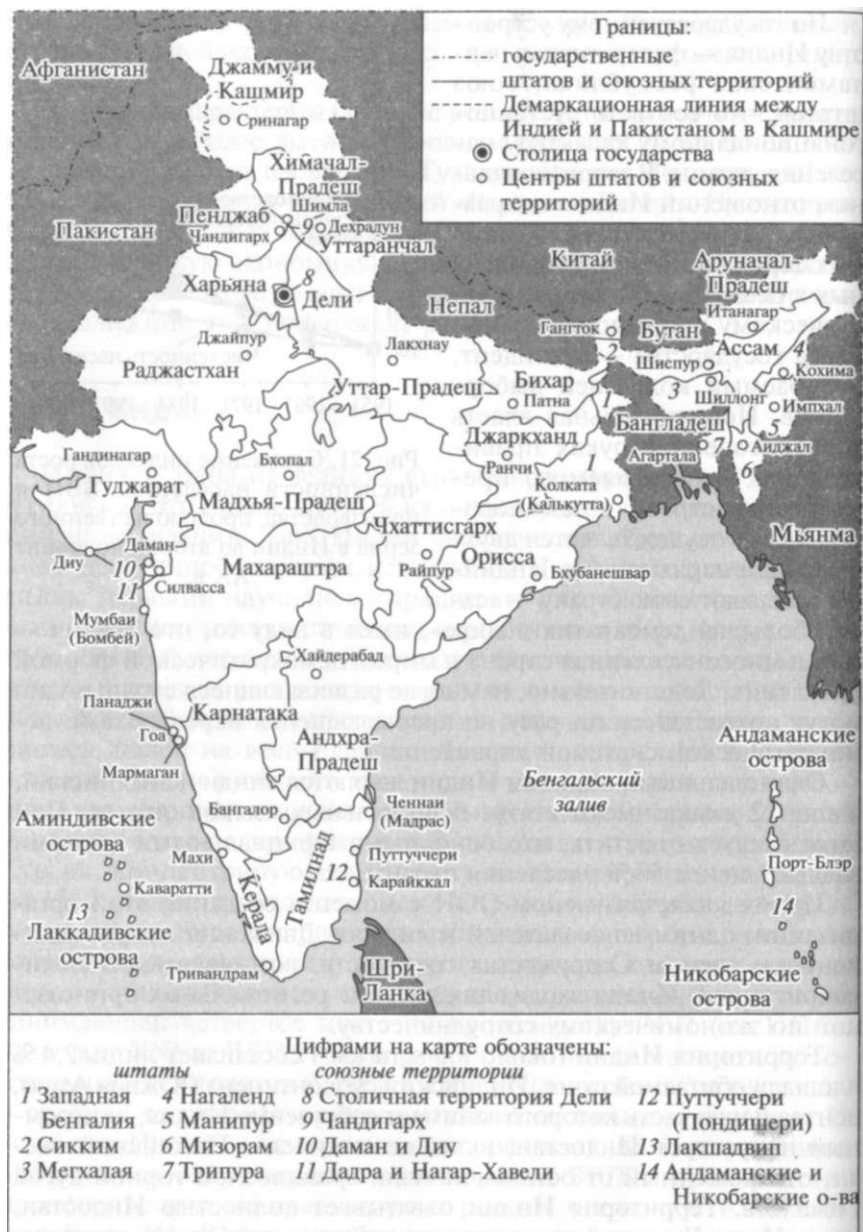 Границы:
государственные
штатов и союзных территорий
Демаркационная линия между
Индией и Пакистаном в Кашмире
Столица государства
Центры штатов и союзных
территорий
Афганистан
Джамму и
Кашмир
Сринагар
Химачал-
Прадеш
Шимла
Пенджаб
Чандигарх
9
Дехрадун
Уттаранчал
Пакистан
Харьяна
8
Дели
Китай
Аруначал-
Прадеш
Непал
Итанагар
Гангток
Бутан
Джайпур
Лакхнау
2
Ассам
4
Раджастхан
Шиспур
Кохима
Уттар-Прадеш
Бихар
1
3
Шиллонг
Патна
Импхал
Бангладеш
5
Джаркханд
7
Аиджал
Гандинагар
Бхопал
Ранчи
Агартала
6
Гуджарат
Мадхья-Прадеш
Колката
(Калькутта)
Чхаттисгарх
Мьянма
Даман
Орисса
Диу
10
Махараштра
Райпур
Бхубанешвар
11
Силвасса
Мумбаи
(Бомбей)
Хайдерабад
Панаджи
Карнатака
Гоа
Андхра-
Прадеш
Андаманские
острова
Мармаган
Бенгальский
залив
Бангалор
Ченнаи
(Мадрас)
Аминдивские
острова
Махи
Тамилнад
Путтуччери
Порт-Блэр
Каваратти
12
Карайккал
13
Керала
14
Лаккадивские
острова
Тривандрам
Шри-
Ланка
Никобарские
острова
Цифрами на карте обозначены:
штаты
союзные территории
1 Западная
Бенгалия
2 Сикким
3 Мегхалая
4 Нагаленд
5 Манипур
6 Мизорам
7 Трипура
8 Столичная территория Дели
9 Чандигарх
10 Даман и Диу
11 Дадра и Нагар-Хавели
12 Путтуччери
(Пондишери)
13 Лакшадвип
14 Андаманские и
Никобарские о-ва